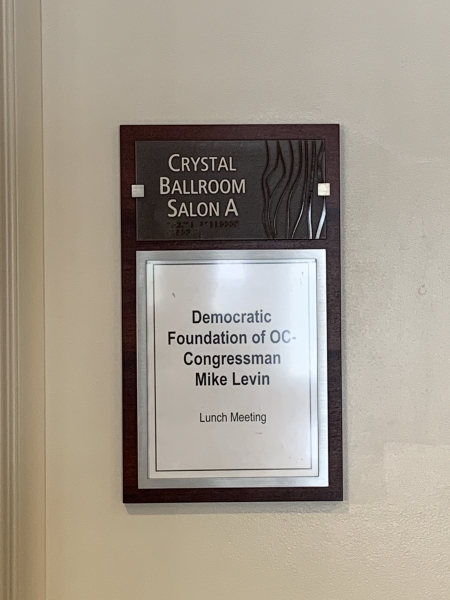 CRYSTAL
BALLROOM
SALON A
Democratic
Foundation of OC-
Congressman
Mike Levin
Lunch Meeting